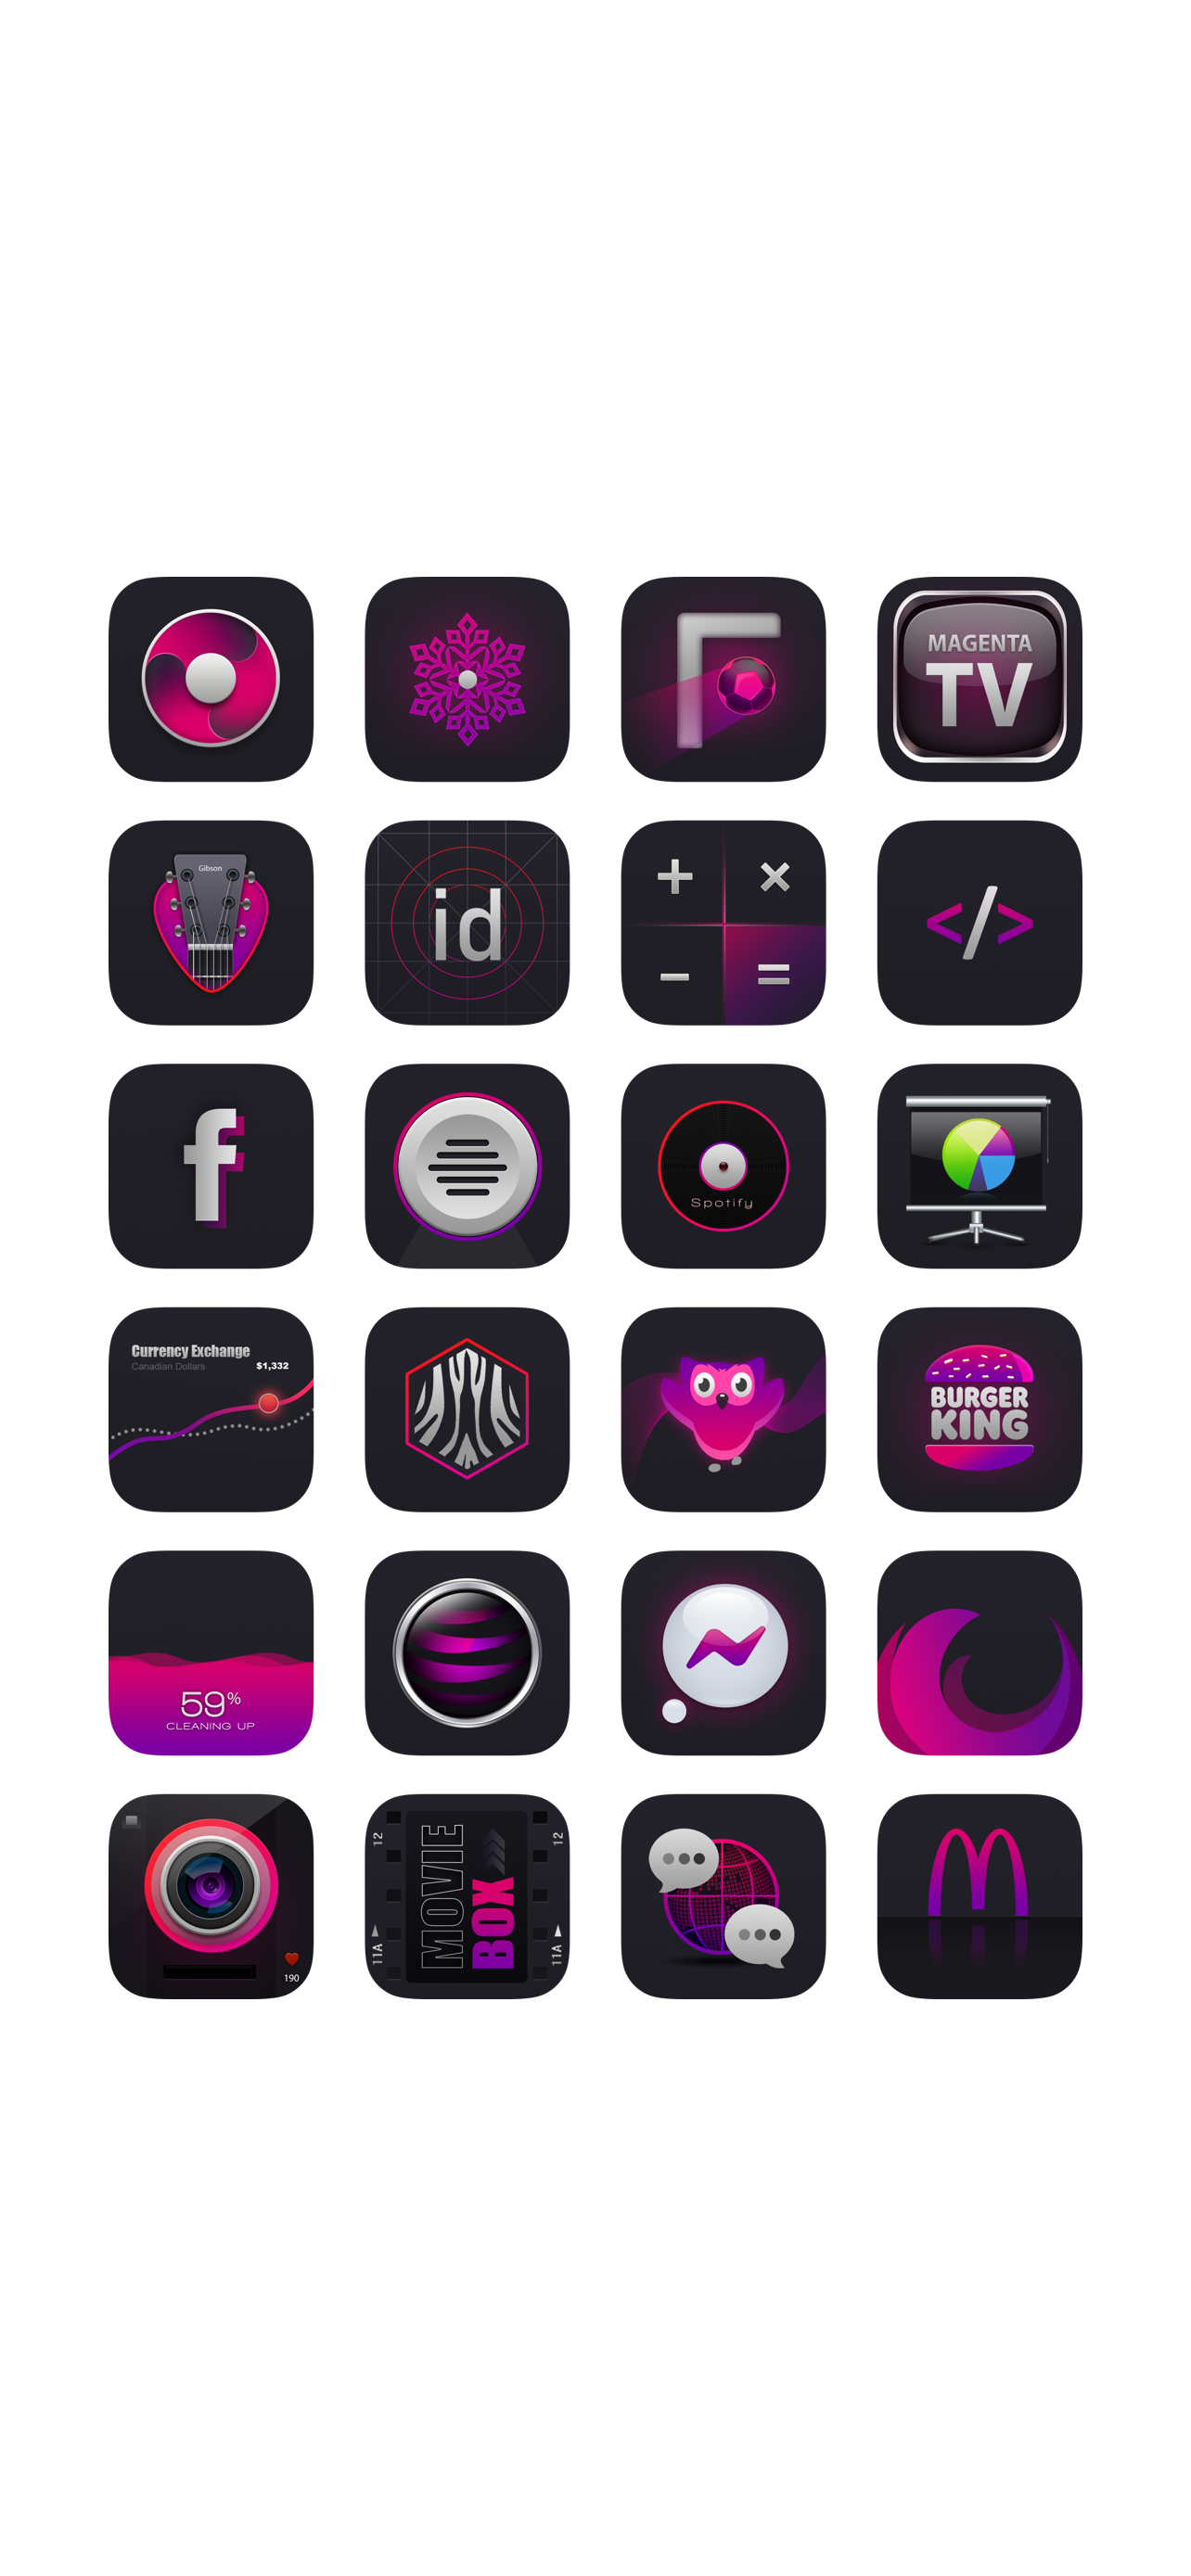 MAGENTA
TV
Gibson
id
+ ×
- =
</>
f
Spotify
Currency Exchange
Canadian Dollars $1,332
BURGER
KING
59%
CLEANING UP
190
12
11A
MOVIE
BOX
12
11A